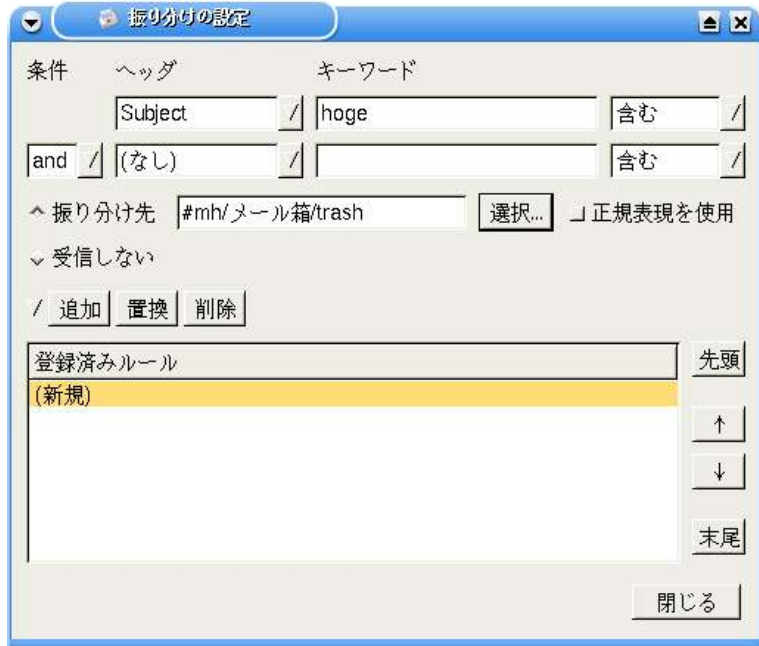 振り分けの設定
条件 ヘッダ キーワード
Subject hoge 含む
and (なし) 含む
振り分け先 #mh/メール箱/trash 選択... 正規表現を使用
受信しない
追加 置換 削除
登録済みルール 先頭
(新規)
↑
↓
末尾
閉じる